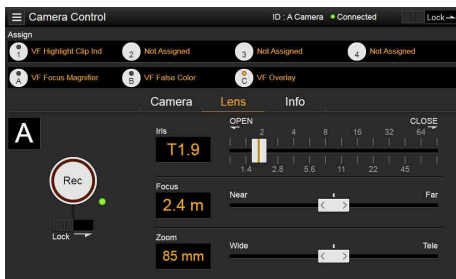 Camera Control
ID : A Camera
Connected
Lock
Assign
1 VF Highlight Clip Ind
2 Not Assigned
3 Not Assigned
4 Not Assigned
A VF Focus Magnifier
B VF False Color
C VF Overlay
Camera
Lens
Info
A
Rec
Lock
Iris
T1.9
OPEN
CLOSE
2 4 8 16 32 64
1.4 2.8 5.6 11 22 45
Focus
2.4 m
Near
Far
Zoom
85 mm
Wide
Tele